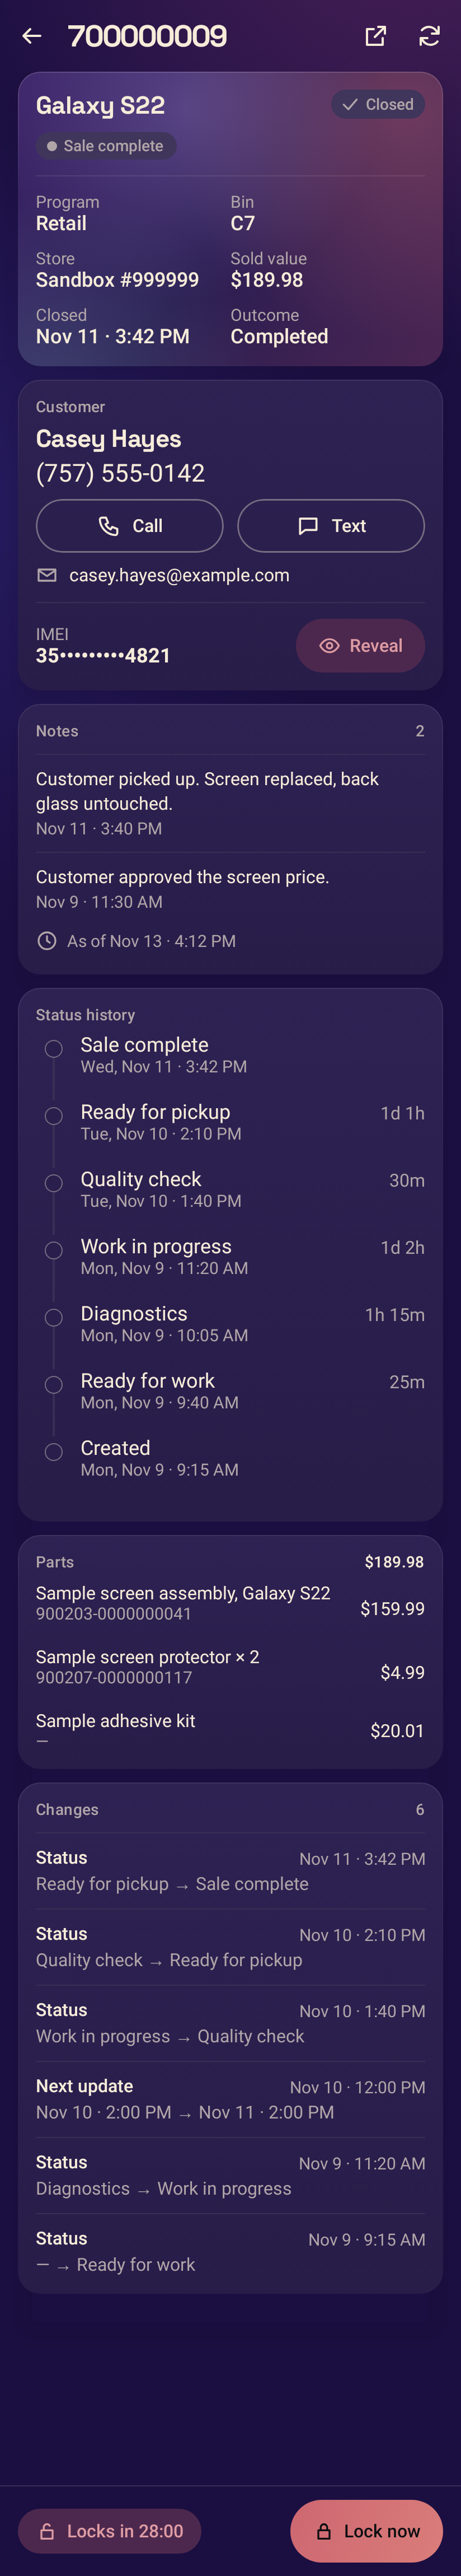 700000009
Galaxy S22
Closed
Sale complete
Program
Bin
Retail
C7
Store
Sold value
Sandbox #999999
$189.98
Closed
Outcome
Nov 11 · 3:42 PM
Completed
Customer
Casey Hayes
(757) 555-0142
Call
Text
casey.hayes@example.com
IMEI
35•••••••••4821
Reveal
Notes
2
Customer picked up. Screen replaced, back
glass untouched.
Nov 11 · 3:40 PM
Customer approved the screen price.
Nov 9 · 11:30 AM
As of Nov 13 · 4:12 PM
Status history
Sale complete
Wed, Nov 11 · 3:42 PM
Ready for pickup
1d 1h
Tue, Nov 10 · 2:10 PM
Quality check
30m
Tue, Nov 10 · 1:40 PM
Work in progress
1d 2h
Mon, Nov 9 · 11:20 AM
Diagnostics
1h 15m
Mon, Nov 9 · 10:05 AM
Ready for work
25m
Mon, Nov 9 · 9:40 AM
Created
Mon, Nov 9 · 9:15 AM
Parts
$189.98
Sample screen assembly, Galaxy S22
$159.99
900203-0000000041
Sample screen protector × 2
$4.99
900207-0000000117
Sample adhesive kit
$20.01
—
Changes
6
Status
Nov 11 · 3:42 PM
Ready for pickup → Sale complete
Status
Nov 10 · 2:10 PM
Quality check → Ready for pickup
Status
Nov 10 · 1:40 PM
Work in progress → Quality check
Next update
Nov 10 · 12:00 PM
Nov 10 · 2:00 PM → Nov 11 · 2:00 PM
Status
Nov 9 · 11:20 AM
Diagnostics → Work in progress
Status
Nov 9 · 9:15 AM
— → Ready for work
Locks in 28:00
Lock now